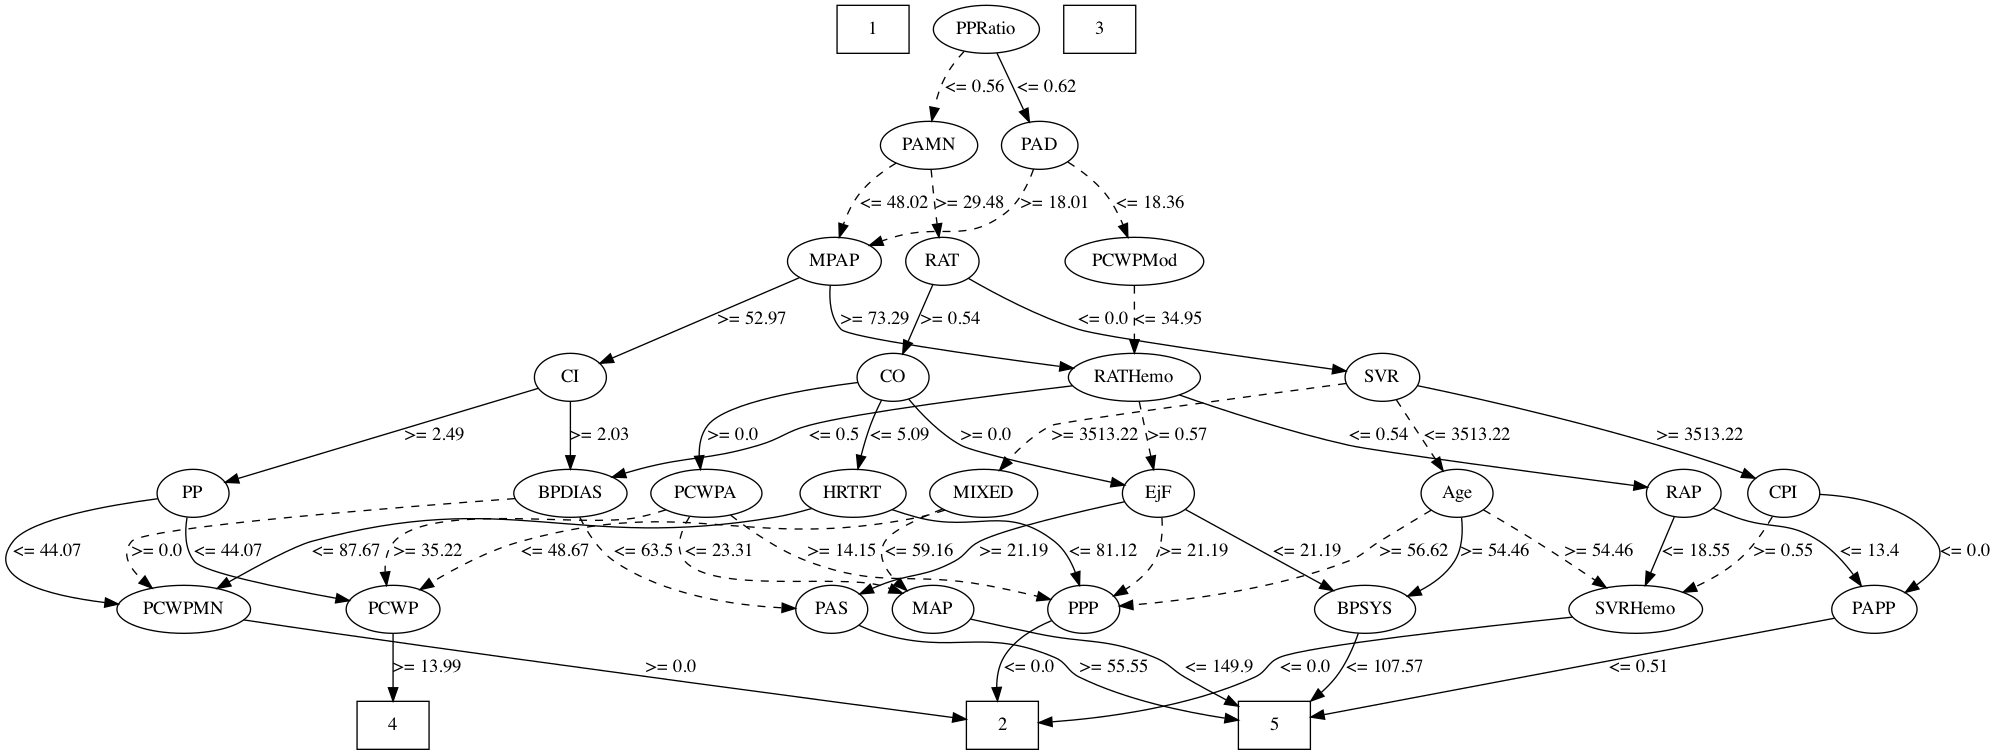 1 PPRatio 3
<= 0.56 <= 0.62
PAMN PAD
<= 48.02 >= 29.48 >= 18.01 <= 18.36
MPAP RAT PCWPMod
>= 52.97 >= 73.29 >= 0.54 <= 0.0 <= 34.95
CI CO RATHemo SVR
>= 2.49 >= 2.03 >= 0.0 <= 0.5 <= 5.09 >= 0.0 >= 3513.22 >= 0.57 <= 0.54 <= 3513.22 >= 3513.22
PP BPDIAS PCWPA HRTRT MIXED EjF Age RAP CPI
<= 44.07 >= 0.0 <= 44.07 <= 87.67 >= 35.22 <= 48.67 <= 63.5 <= 23.31 >= 14.15 <= 59.16 >= 21.19 <= 81.12 >= 21.19 <= 21.19 >= 56.62 >= 54.46 >= 54.46 <= 18.55 >= 0.55 <= 13.4 <= 0.0
PCWPMN PCWP PAS MAP PPP BPSYS SVRHemo PAPP
>= 13.99 >= 0.0 <= 0.0 >= 55.55 <= 149.9 <= 0.0 <= 107.57 <= 0.51
4 2 5